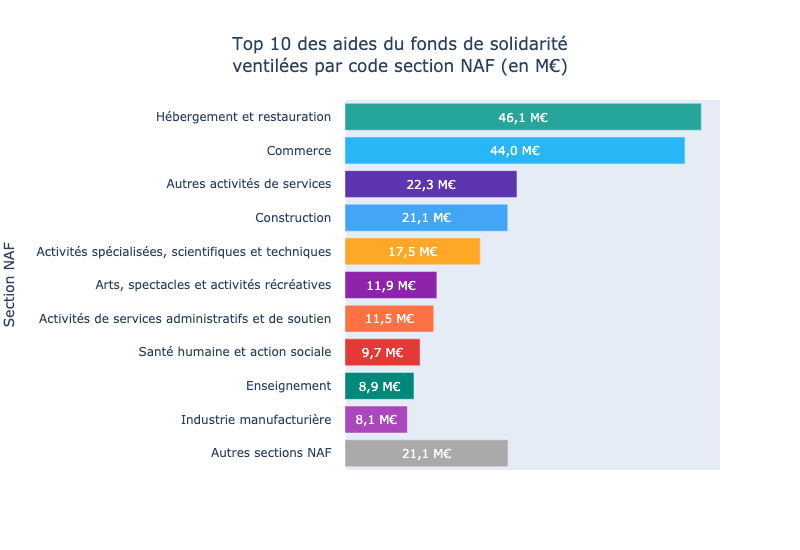 Top 10 des aides du fonds de solidarité
ventilées par code section NAF (en M€)
Section NAF
Hébergement et restauration 46,1 M€
Commerce 44,0 M€
Autres activités de services 22,3 M€
Construction 21,1 M€
Activités spécialisées, scientifiques et techniques 17,5 M€
Arts, spectacles et activités récréatives 11,9 M€
Activités de services administratifs et de soutien 11,5 M€
Santé humaine et action sociale 9,7 M€
Enseignement 8,9 M€
Industrie manufacturière 8,1 M€
Autres sections NAF 21,1 M€